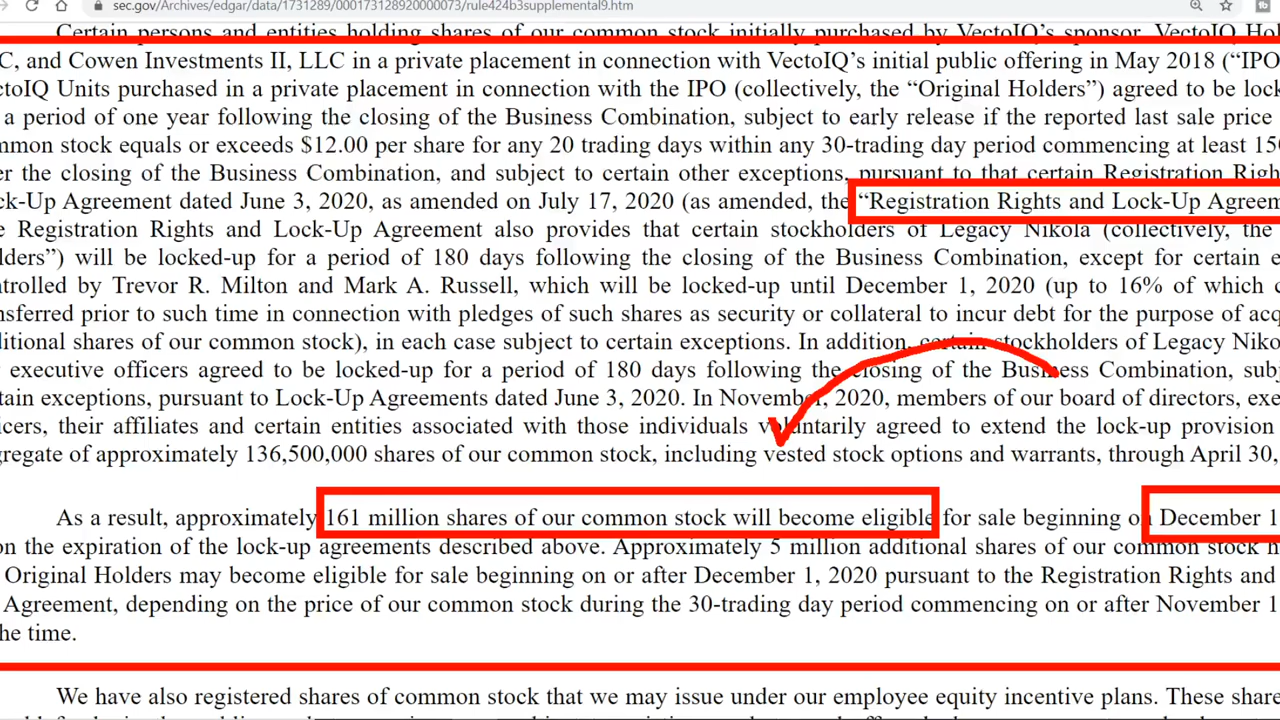 sec.gov/Archives/edgar/data/1731289/000173128920000073/rule424b3supplemental9.htm
Certain persons and entities holding shares of our common stock initially purchased by VectoIQ's sponsor, VectoIQ
C, and Cowen Investments II, LLC in a private placement in connection with VectoIQ's initial public offering in May 2018 (“IPO
ctoIQ Units purchased in a private placement in connection with the IPO (collectively, the “Original Holders”) agreed to be lock
a period of one year following the closing of the Business Combination, subject to early release if the reported last sale price
mmon stock equals or exceeds $12.00 per share for any 20 trading days within any 30-trading day period commencing at least 150
er the closing of the Business Combination, and subject to certain other exceptions, pursuant to that certain Registration Righ
ck-Up Agreement dated June 3, 2020, as amended on July 17, 2020 (as amended, the “Registration Rights and Lock-Up Agreem
e Registration Rights and Lock-Up Agreement also provides that certain stockholders of Legacy Nikola (collectively, the
lders”) will be locked-up for a period of 180 days following the closing of the Business Combination, except for certain e
ntrolled by Trevor R. Milton and Mark A. Russell, which will be locked-up until December 1, 2020 (up to 16% of which c
nsferred prior to such time in connection with pledges of such shares as security or collateral to incur debt for the purpose of acq
ditional shares of our common stock), in each case subject to certain exceptions. In addition, certain stockholders of Legacy Niko
executive officers agreed to be locked-up for a period of 180 days following the closing of the Business Combination, subj
tain exceptions, pursuant to Lock-Up Agreements dated June 3, 2020. In November, 2020, members of our board of directors, exe
icers, their affiliates and certain entities associated with those individuals voluntarily agreed to extend the lock-up provision
gregate of approximately 136,500,000 shares of our common stock, including vested stock options and warrants, through April 30,
As a result, approximately 161 million shares of our common stock will become eligible for sale beginning on December 1
on the expiration of the lock-up agreements described above. Approximately 5 million additional shares of our common stock h
Original Holders may become eligible for sale beginning on or after December 1, 2020 pursuant to the Registration Rights and
Agreement, depending on the price of our common stock during the 30-trading day period commencing on or after November 1
the time.
We have also registered shares of common stock that we may issue under our employee equity incentive plans. These share